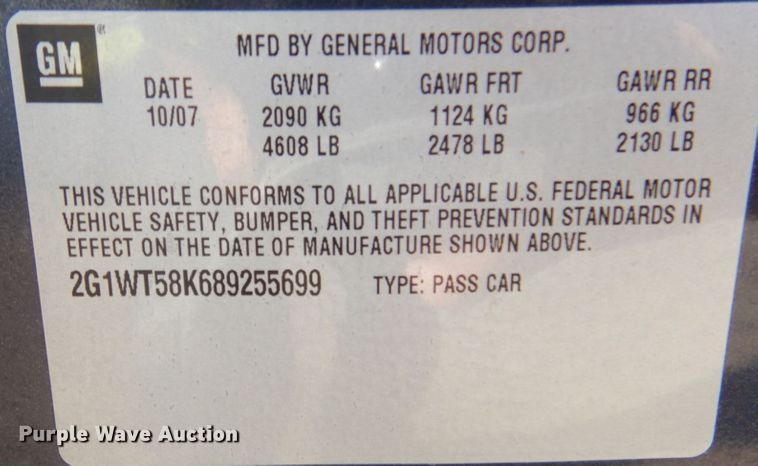 GM®
MFD BY GENERAL MOTORS CORP.
DATE GVWR GAWR FRT GAWR RR
10/07 2090 KG 1124 KG 966 KG
4608 LB 2478 LB 2130 LB
THIS VEHICLE CONFORMS TO ALL APPLICABLE U.S. FEDERAL MOTOR
VEHICLE SAFETY, BUMPER, AND THEFT PREVENTION STANDARDS IN
EFFECT ON THE DATE OF MANUFACTURE SHOWN ABOVE.
2G1WT58K689255699 TYPE: PASS CAR
Purple Wave Auction